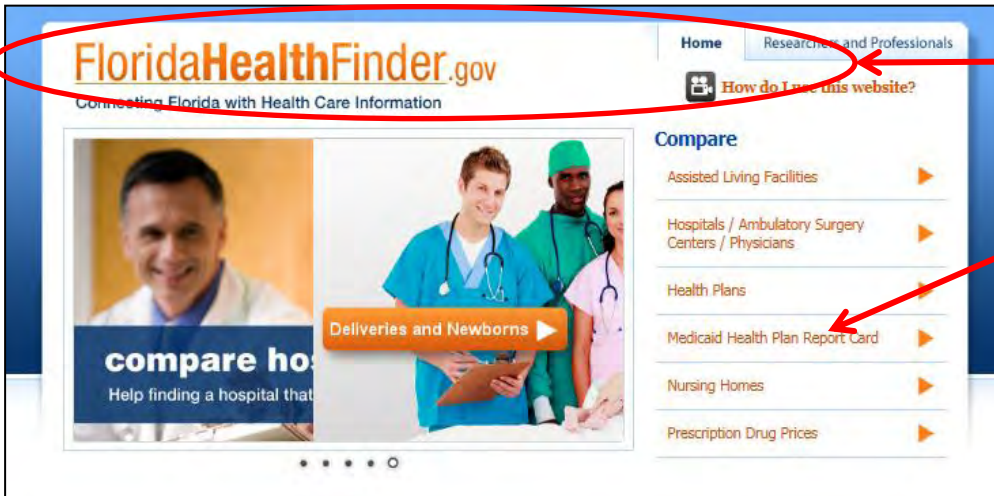 FloridaHealthFinder.gov
Connecting Florida with Health Care Information
Home
Researchers and Professionals
How do I use this website?
Compare
Assisted Living Facilities
Hospitals / Ambulatory Surgery
Centers / Physicians
Health Plans
Medicaid Health Plan Report Card
Nursing Homes
Prescription Drug Prices
Deliveries and Newborns
compare hos
Help finding a hospital that